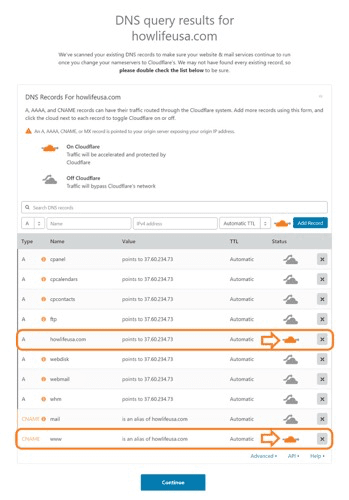 DNS query results for
howlifeusa.com
We've scanned your existing DNS records to make sure your website & mail services continue to run
once you change your nameservers to Cloudflare's. We may not have found every existing record, so
please double check the list below to be sure.
DNS Records For howlifeusa.com
A, AAAA, and CNAME records can have their traffic routed through the Cloudflare system. Add more records using this form, and
click the cloud next to each record to toggle Cloudflare on or off.
An A, AAAA, CNAME, or MX record is pointed to your origin server exposing your origin IP address.
On Cloudflare
Traffic will be accelerated and protected by
Cloudflare
Off Cloudflare
Traffic will bypass Cloudflare's network
Search DNS records
A Name IPv4 address Automatic TTL Add Record
Type Name Value TTL Status
A cpanel points to 37.60.234.73 Automatic
A cpcalendars points to 37.60.234.73 Automatic
A cpcontacts points to 37.60.234.73 Automatic
A ftp points to 37.60.234.73 Automatic
A howlifeusa.com points to 37.60.234.73 Automatic
A webdisk points to 37.60.234.73 Automatic
A webmail points to 37.60.234.73 Automatic
A whm points to 37.60.234.73 Automatic
CNAME mail is an alias of howlifeusa.com Automatic
CNAME www is an alias of howlifeusa.com Automatic
Advanced API Help
Continue